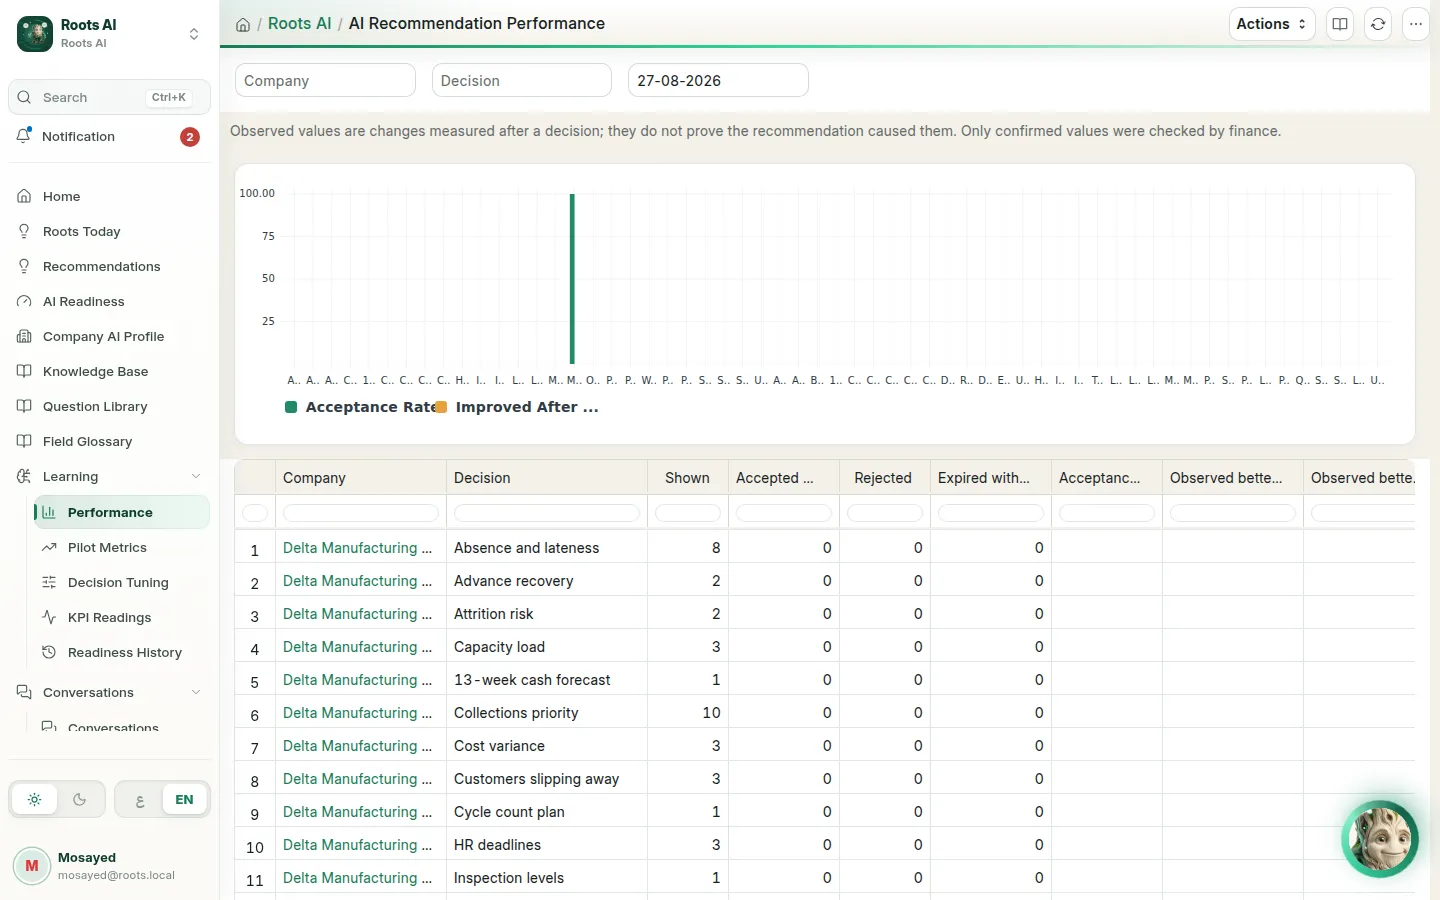 Roots AI
Roots AI
Search
Ctrl+K
Notification
2
Home
Roots Today
Recommendations
AI Readiness
Company AI Profile
Knowledge Base
Question Library
Field Glossary
Learning
Performance
Pilot Metrics
Decision Tuning
KPI Readings
Readiness History
Conversations
Conversations
ع
EN
M
Mosayed
mosayed@roots.local
/ Roots AI / AI Recommendation Performance
Actions
Company
Decision
27-08-2026
Observed values are changes measured after a decision; they do not prove the recommendation caused them. Only confirmed values were checked by finance.
100.00
75
50
25
A.. A.. A.. C.. 1.. C.. C.. C.. C.. H.. I.. I.. L.. L.. M.. M.. O.. P.. P.. W.. P.. P.. S.. S.. S.. U.. A.. A.. B.. 1.. C.. C.. C.. C.. C.. D.. R.. D.. E.. U.. H.. I.. I.. T.. L.. L.. L.. M.. M.. P.. S.. P.. L.. P.. Q.. S.. S.. L.. U..
Acceptance Rate Improved After ...
Company Decision Shown Accepted ... Rejected Expired with... Acceptanc... Observed bette... Observed bette.
1 Delta Manufacturing ... Absence and lateness 8 0 0 0
2 Delta Manufacturing ... Advance recovery 2 0 0 0
3 Delta Manufacturing ... Attrition risk 2 0 0 0
4 Delta Manufacturing ... Capacity load 3 0 0 0
5 Delta Manufacturing ... 13-week cash forecast 1 0 0 0
6 Delta Manufacturing ... Collections priority 10 0 0 0
7 Delta Manufacturing ... Cost variance 3 0 0 0
8 Delta Manufacturing ... Customers slipping away 3 0 0 0
9 Delta Manufacturing ... Cycle count plan 1 0 0 0
10 Delta Manufacturing ... HR deadlines 3 0 0 0
11 Delta Manufacturing ... Inspection levels 1 0 0 0